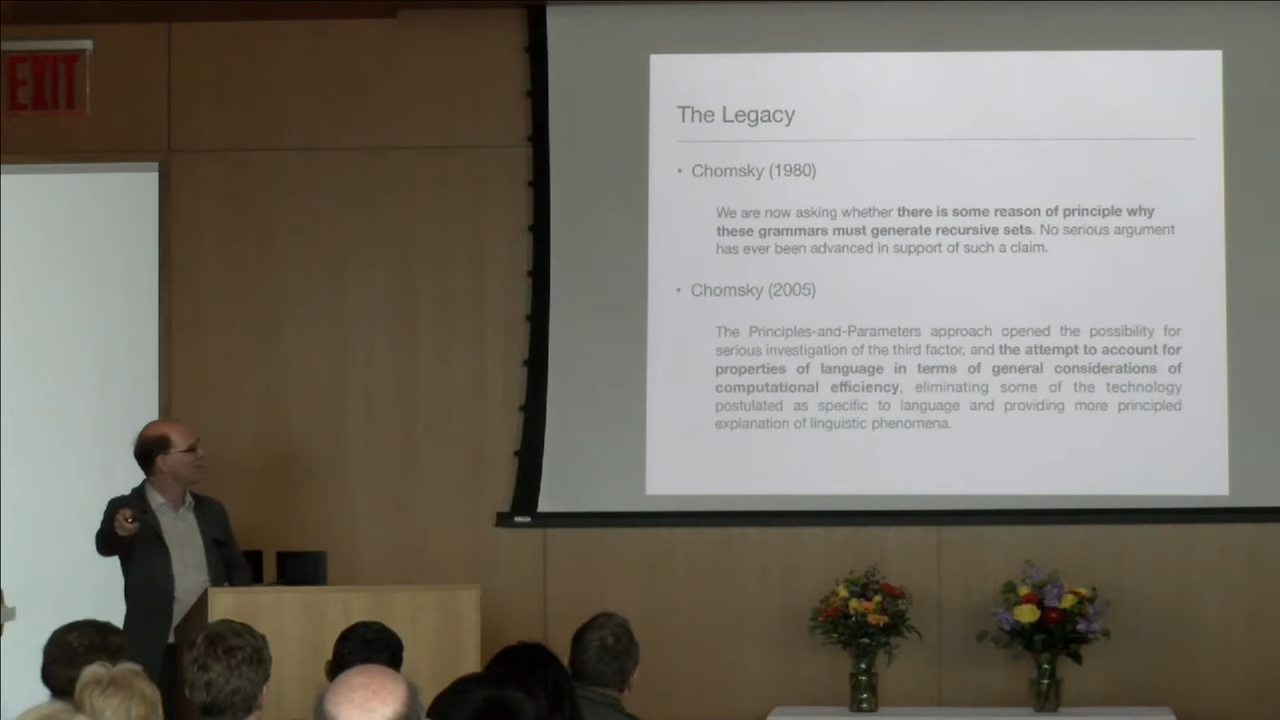 EXIT
The Legacy
• Chomsky (1980)
We are now asking whether there is some reason of principle why
these grammars must generate recursive sets. No serious argument
has ever been advanced in support of such a claim.
• Chomsky (2005)
The Principles-and-Parameters approach opened the possibility for
serious investigation of the third factor, and the attempt to account for
properties of language in terms of general considerations of
computational efficiency, eliminating some of the technology
postulated as specific to language and providing more principled
explanation of linguistic phenomena.